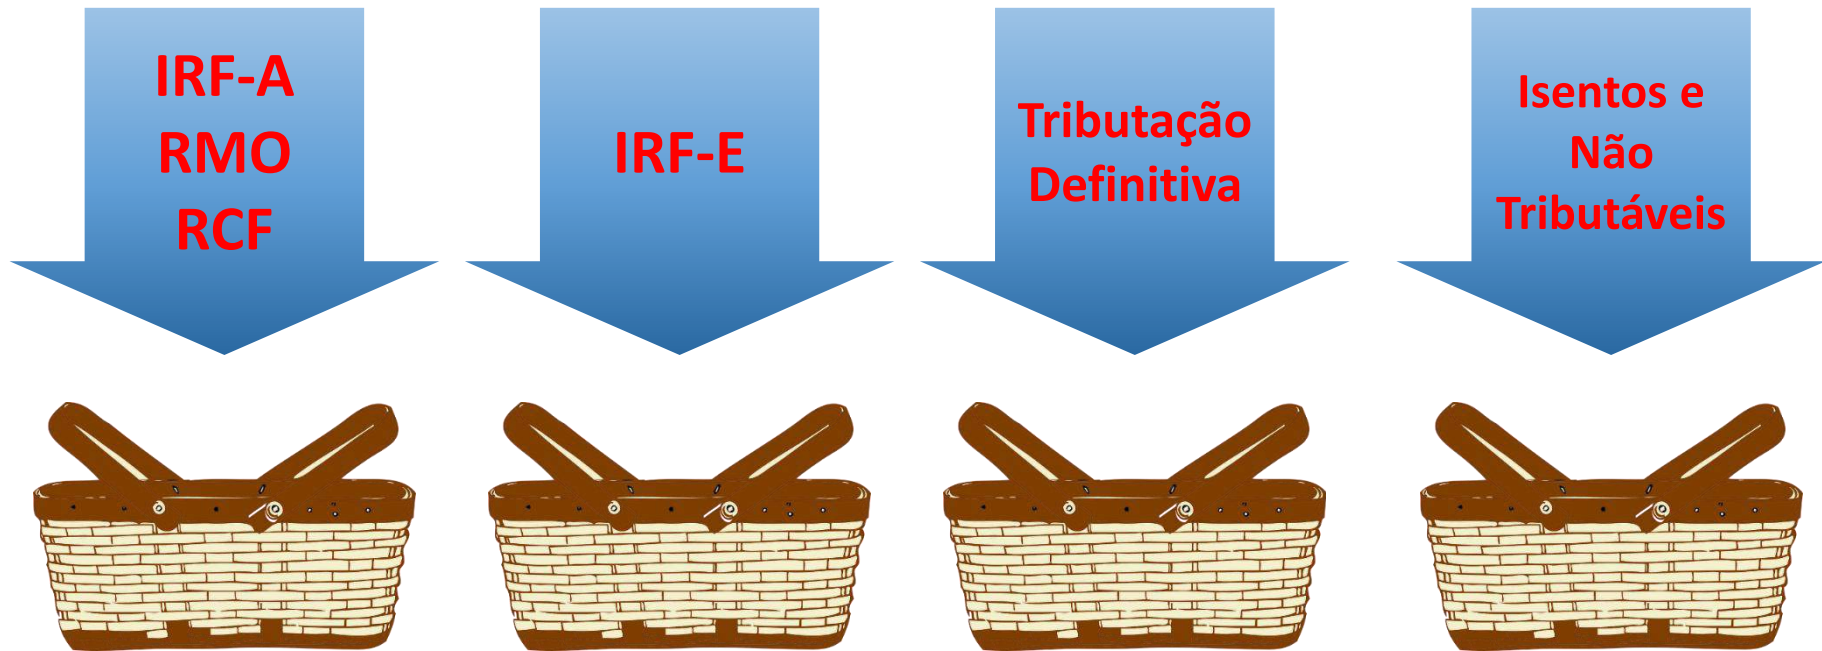 IRF-A
RMO
RCF
IRF-E
Tributação
Definitiva
Isentos e
Não
Tributáveis